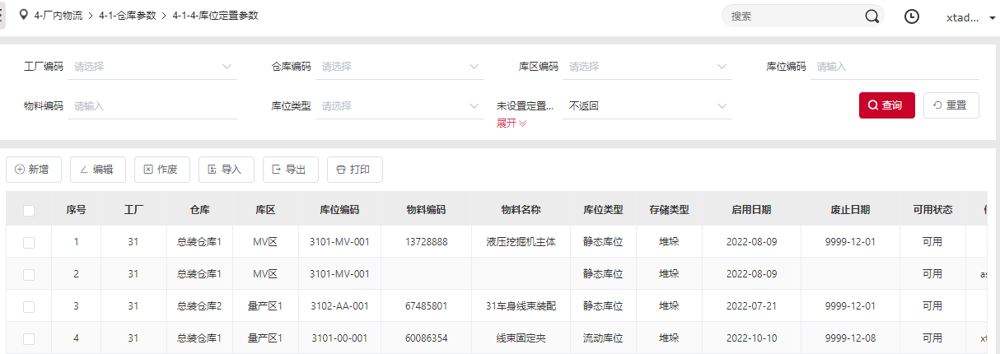 4-厂内物流 > 4-1-仓库参数 > 4-1-4-库位定置参数 搜索 xtad...
工厂编码 请选择 仓库编码 请选择 库区编码 请选择 库位编码 请输入
物料编码 请输入 库位类型 请选择 未设置定置... 不返回 查询 重置
展开
新增 编辑 作废 导入 导出 打印
序号 工厂 仓库 库区 库位编码 物料编码 物料名称 库位类型 存储类型 启用日期 废止日期 可用状态
1 31 总装仓库1 MV区 3101-MV-001 13728888 液压挖掘机主体 静态库位 堆垛 2022-08-09 9999-12-01 可用
2 31 总装仓库1 MV区 3101-MV-001 静态库位 堆垛 2022-08-09 可用 as
3 31 总装仓库2 量产区1 3102-AA-001 67485801 31车身线束装配 静态库位 堆垛 2022-07-21 9999-12-01 可用
4 31 总装仓库1 量产区1 3101-00-001 60086354 线束固定夹 流动库位 堆垛 2022-10-10 9999-12-08 可用 xt